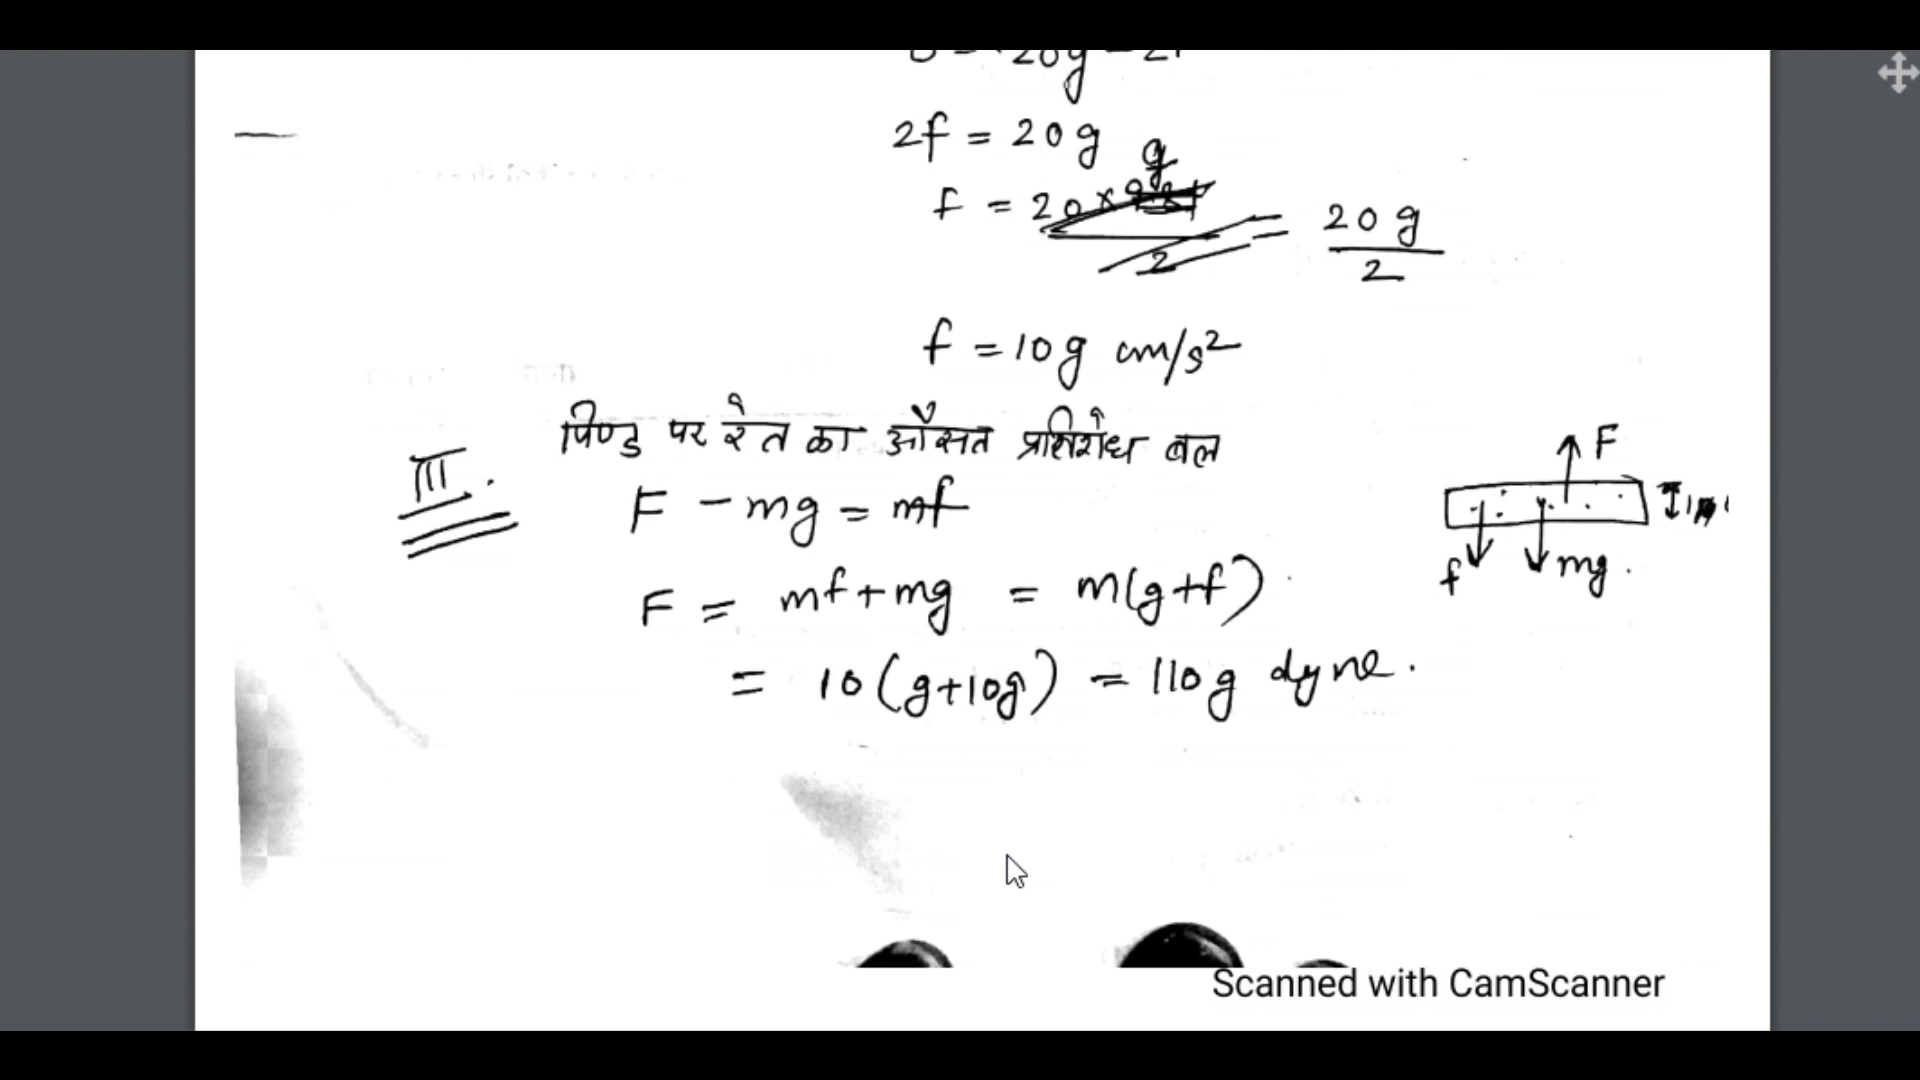 2f = 20g
f = 20 g / 2
f = 10g cm/s²
III. पिण्ड पर रेत का औसत प्रतिरोध बल
F - mg = mf
F = mf + mg = m(g+f)
= 10(g+10g) = 110g dyne.
F
f mg.
Scanned with CamScanner